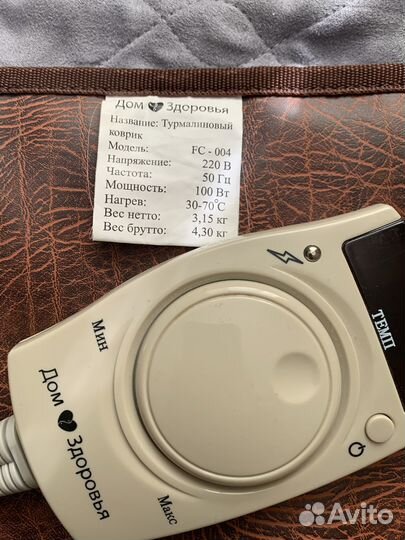 Дом Здоровья
Название: Турмалиновый
коврик
Модель: FC - 004
Напряжение: 220 В
Частота: 50 Гц
Мощность: 100 Вт
Нагрев: 30-70°C
Вес нетто: 3,15 кг
Вес брутто: 4,30 кг
ТЕМП
Мин
Дом Здоровья
Макс
Avito